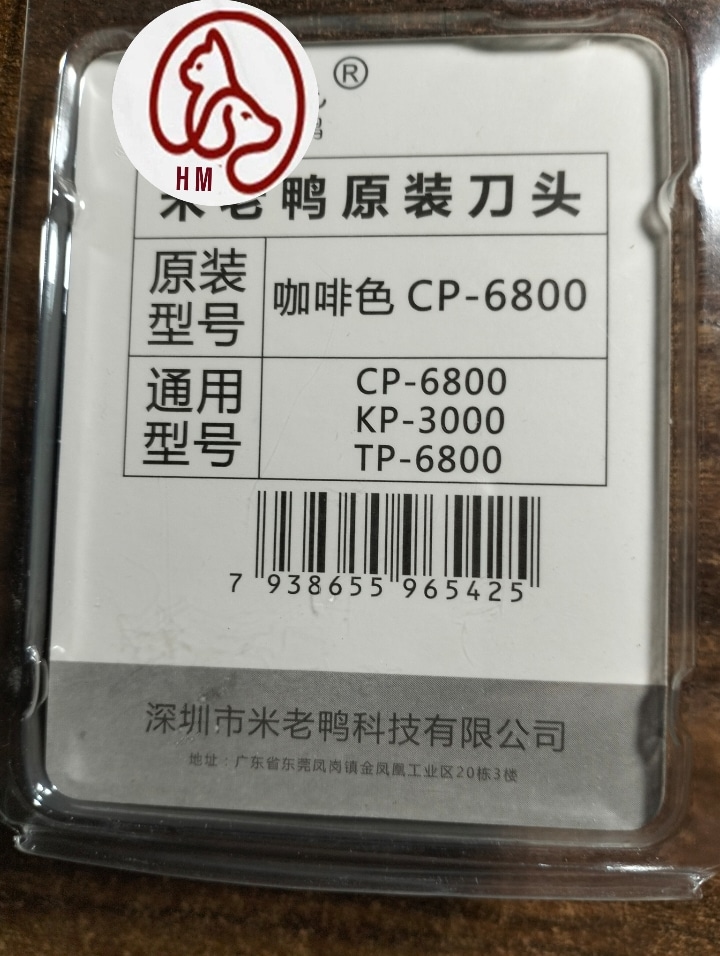 HM
®
米老鸭原装刀头
原装
型号
咖啡色 CP-6800
通用
型号
CP-6800
KP-3000
TP-6800
7 938655 965425
深圳市米老鸭科技有限公司
地址：广东省东莞凤岗镇金凤凰工业区20栋3楼